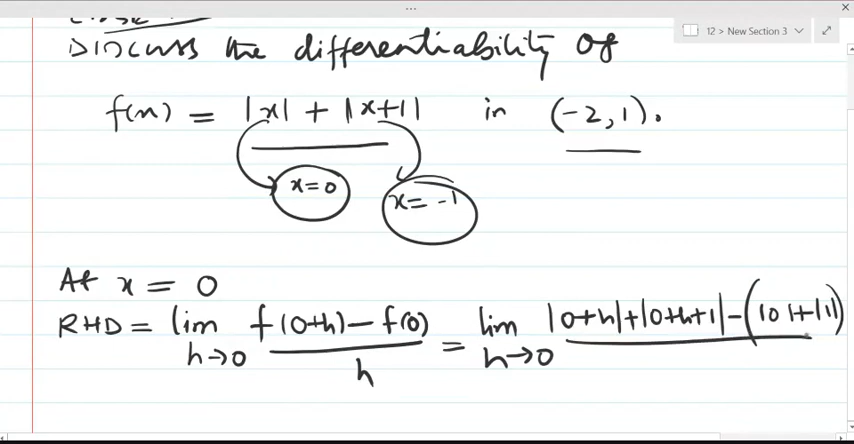 12 > New Section 3
Discuss the differentiability of
f(x) = |x| + |x+1| in (-2, 1).
x=0
x= -1
At x = 0
RHD = lim h→0 f(0+h) - f(0) / h = lim h→0 |0+h|+|0+h+1|-(|0|+|1|)